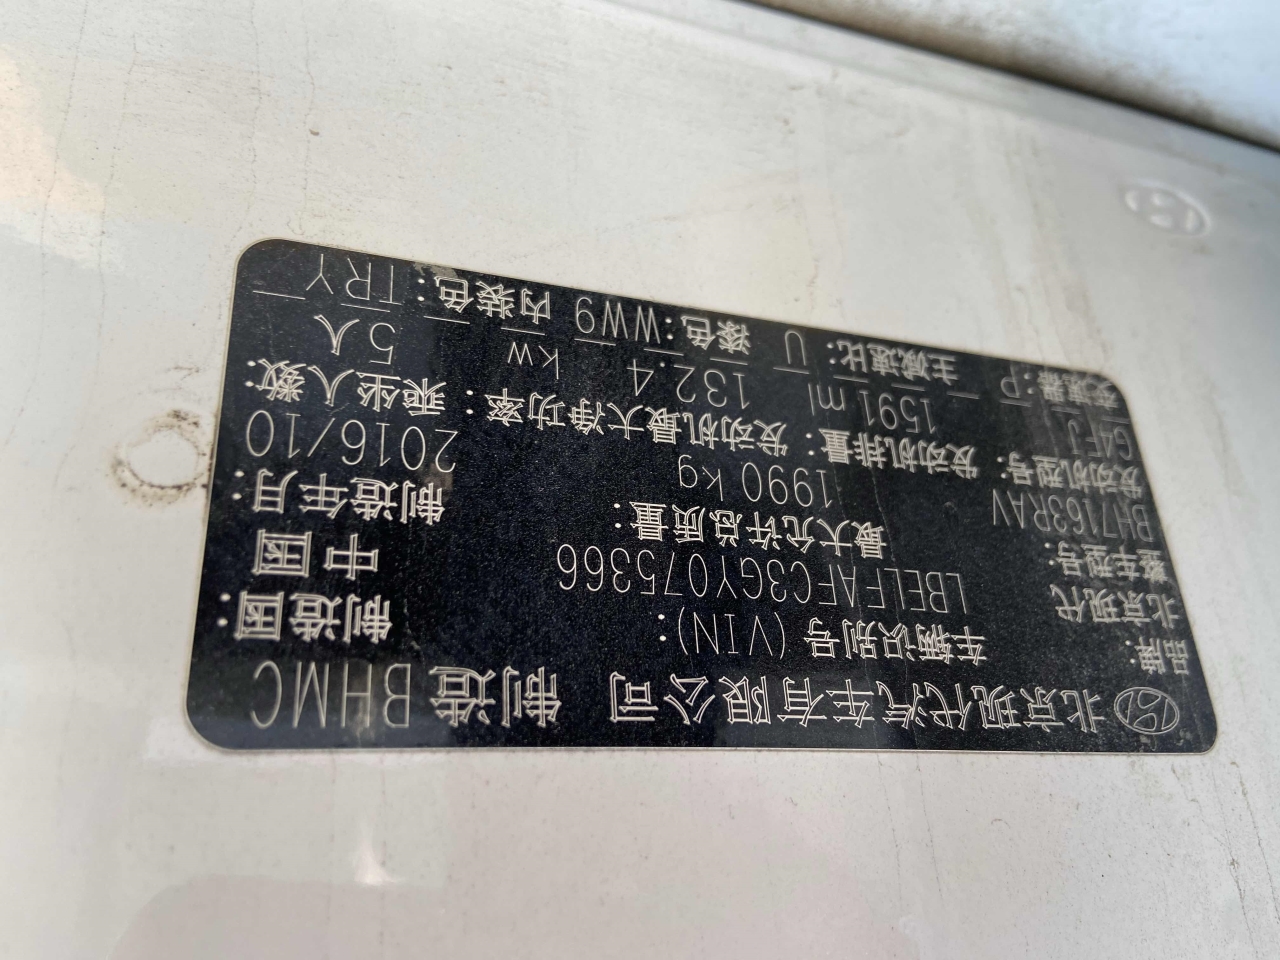 北京现代汽车有限公司 制造 BHMC
品牌: 北京现代 车辆识别号 (VIN): LBELFAFC3GY075366 制造国: 中国
整车型号: BH7163RAV 最大允许总质量: 1990 kg 制造年月: 2016/10
发动机型号: G4FJ 发动机排量: 1591 ml 发动机最大净功率: 132.4 kw 乘坐人数: 5人
变速器: P 主减速比: U 漆色: WW9 内装色: TRY